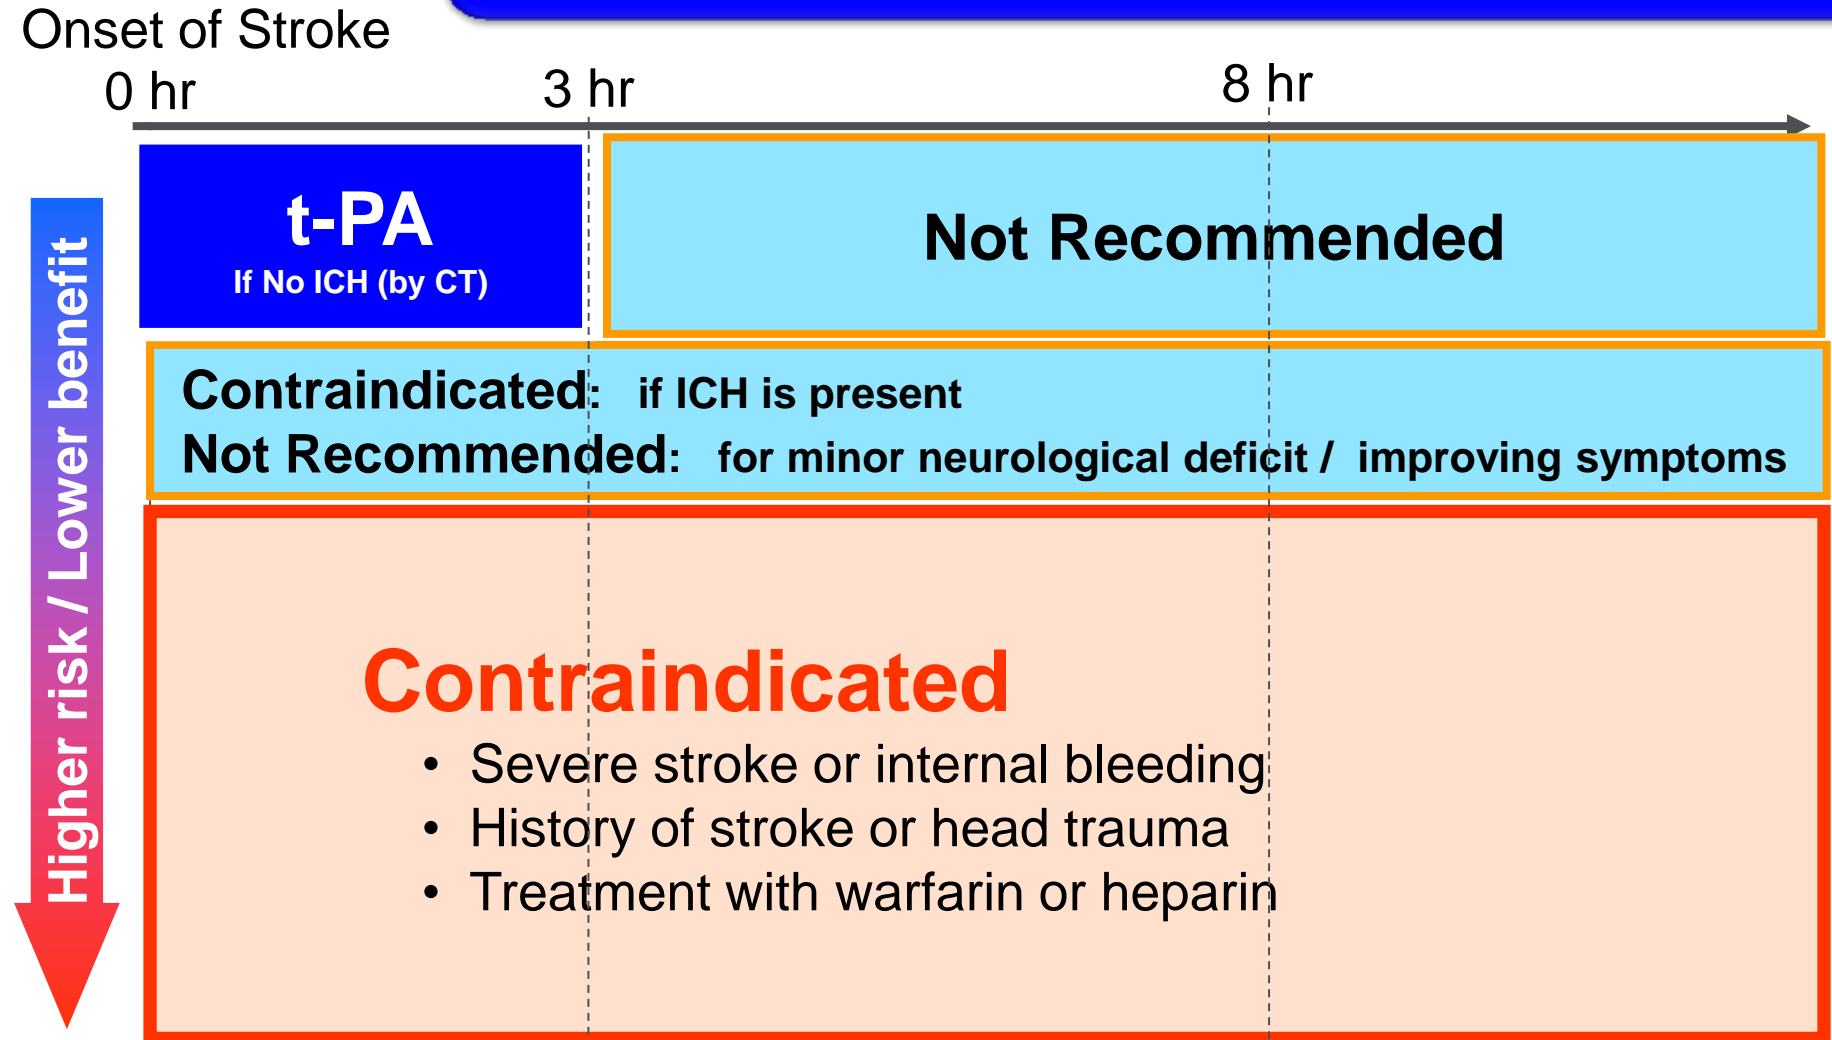 Onset of Stroke
0 hr
3 hr
8 hr
t-PA
If No ICH (by CT)
Not Recommended
Contraindicated: if ICH is present
Not Recommended: for minor neurological deficit / improving symptoms
Higher risk / Lower benefit
Contraindicated
• Severe stroke or internal bleeding
• History of stroke or head trauma
• Treatment with warfarin or heparin